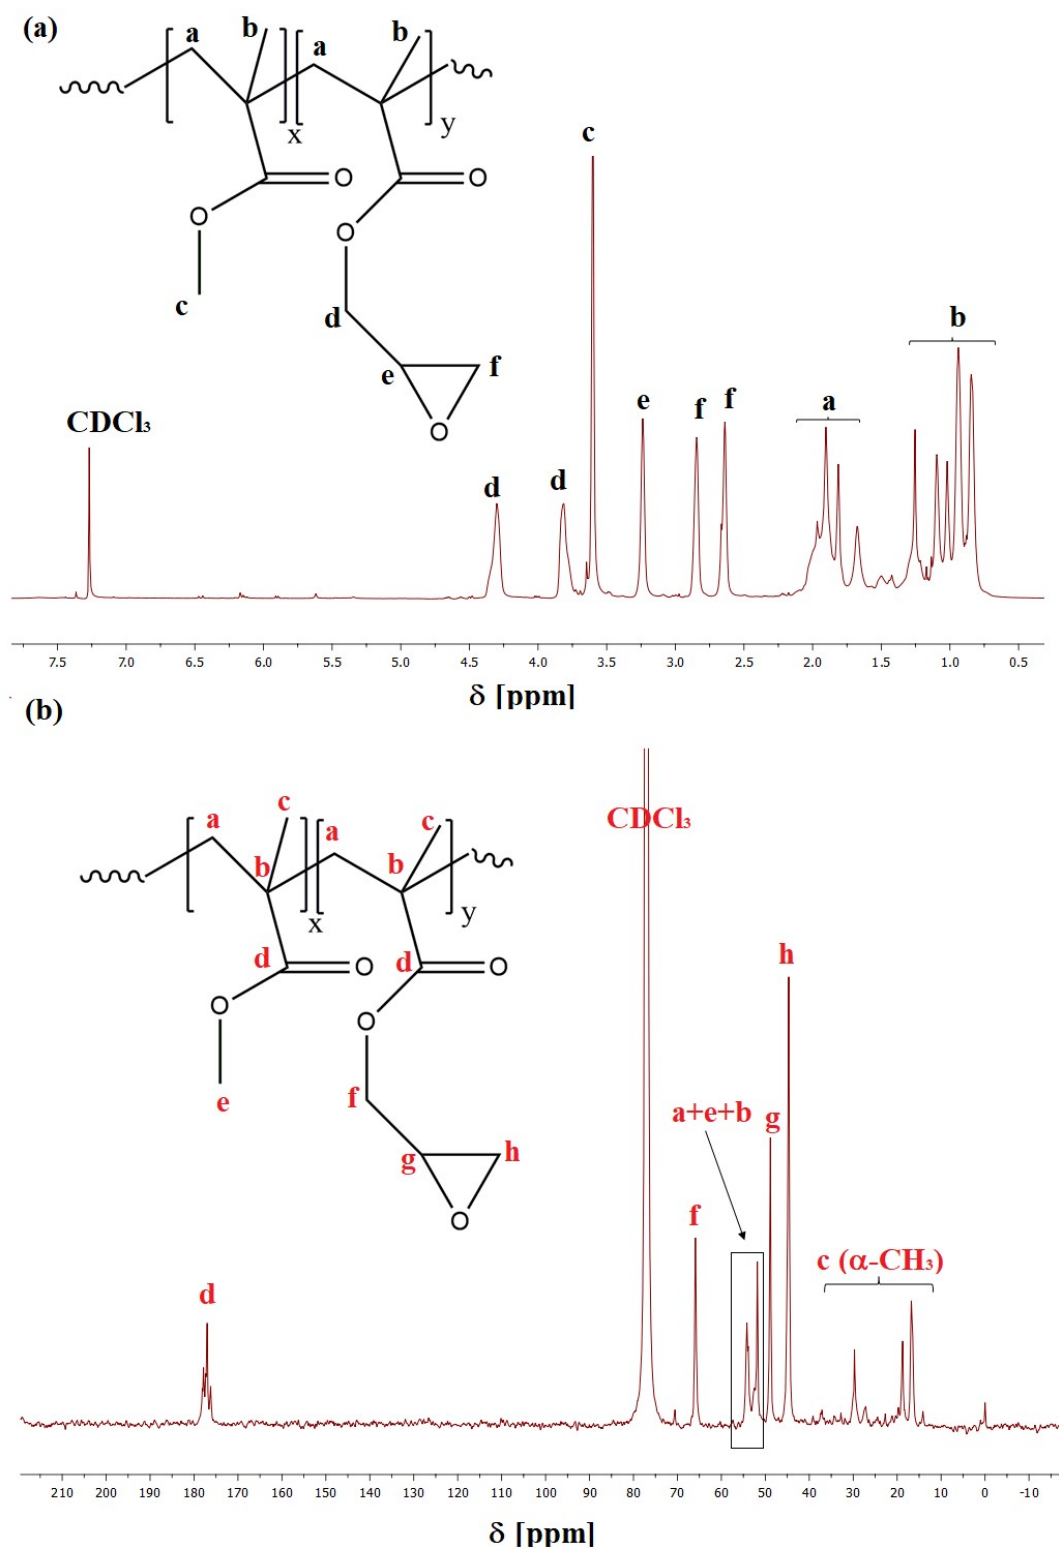 (a)
a b a b
x y
c
O O
O
O
c
d
e f
O
CDCl₃
d d
c
e
f f
a
b
7.5 7.0 6.5 6.0 5.5 5.0 4.5 4.0 3.5 3.0 2.5 2.0 1.5 1.0 0.5
δ [ppm]
(b)
a c a c
b b
x y
d d
O O
O
O
e
f
g h
O
CDCl₃
d
f
a+e+b
g
h
c (α-CH₃)
210 200 190 180 170 160 150 140 130 120 110 100 90 80 70 60 50 40 30 20 10 0 -10
δ [ppm]